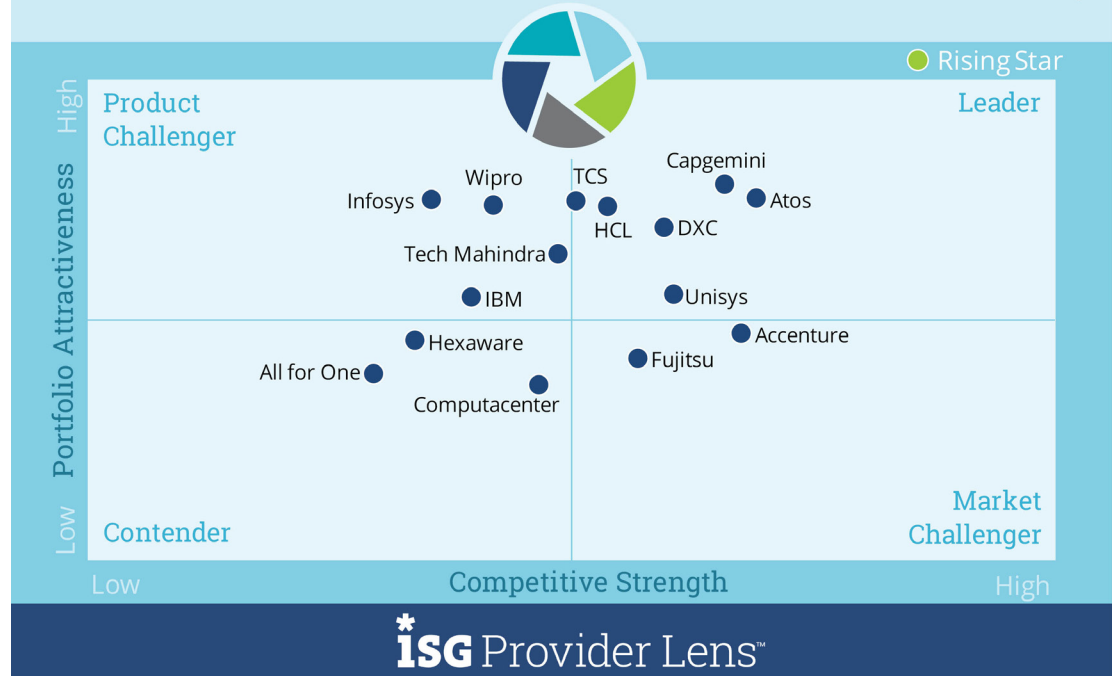 Rising Star
High
Product
Challenger
Leader
Capgemini
Wipro
TCS
Infosys
Atos
HCL
DXC
Tech Mahindra
IBM
Unisys
Portfolio Attractiveness
Accenture
Hexaware
Fujitsu
All for One
Computacenter
Low
Contender
Market
Challenger
Low
Competitive Strength
High
*ISG Provider Lens™